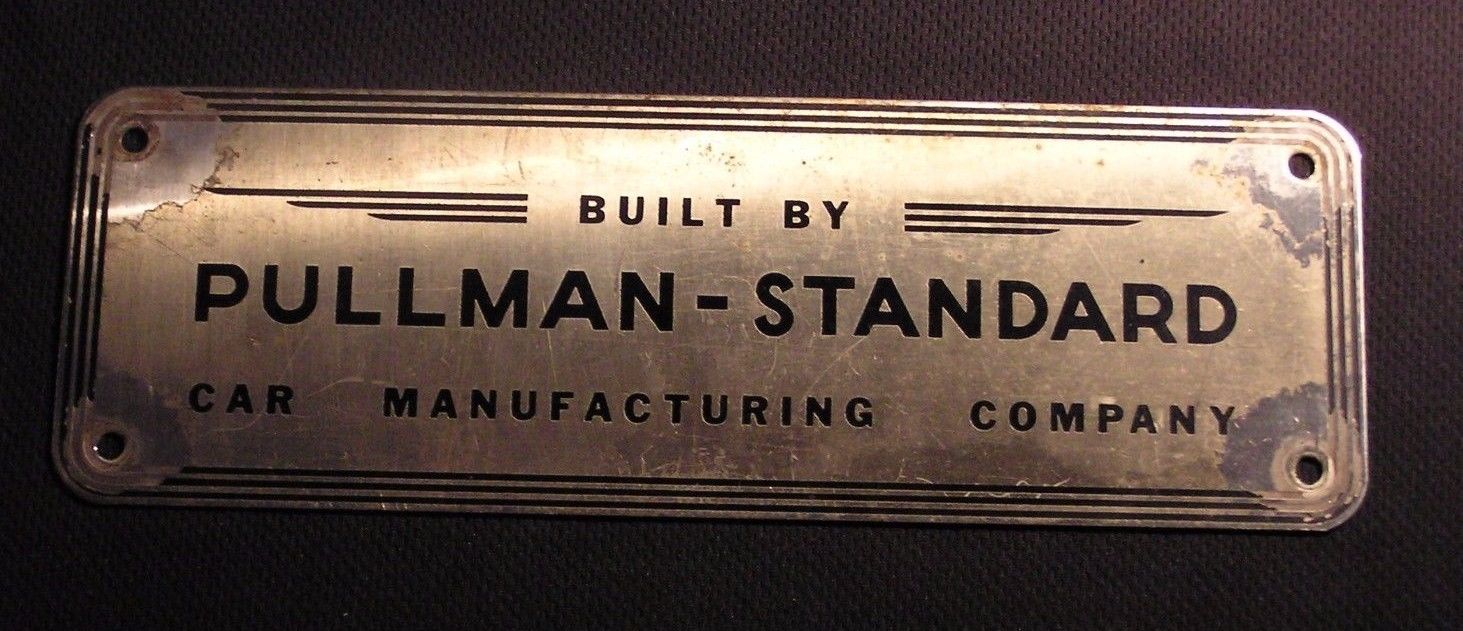 BUILT BY
PULLMAN-STANDARD
CAR MANUFACTURING COMPANY